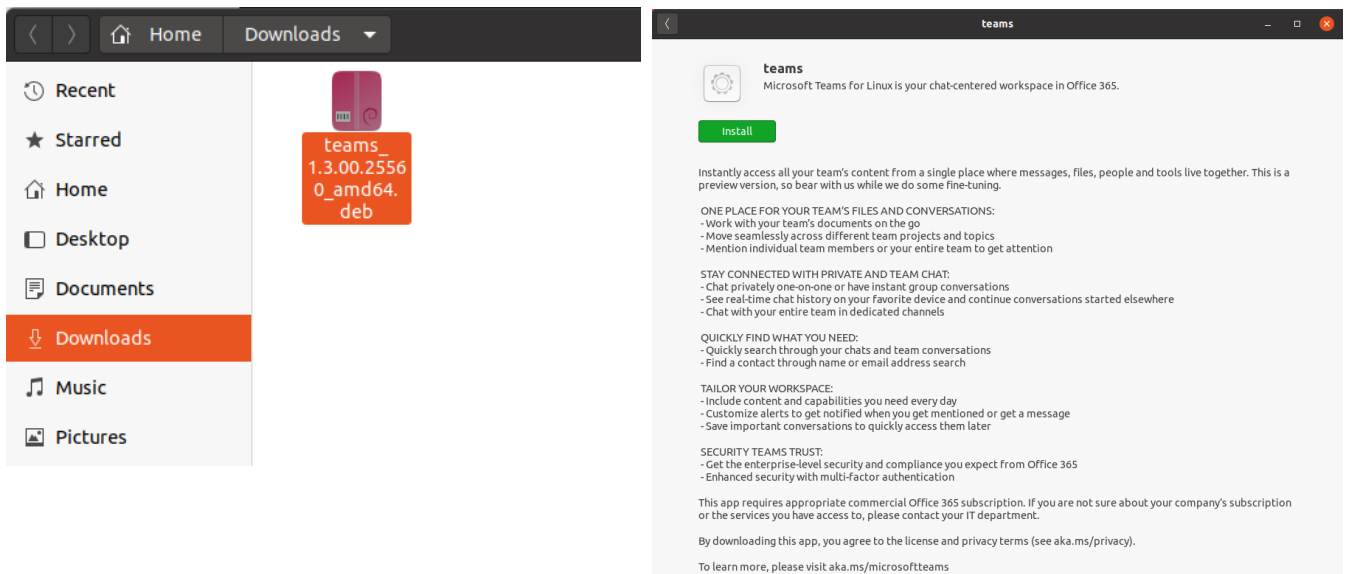 Home Downloads
Recent
Starred
Home
Desktop
Documents
Downloads
Music
Pictures
teams_
1.3.00.2556
0_amd64.
deb
teams
teams
Microsoft Teams for Linux is your chat-centered workspace in Office 365.
Install
Instantly access all your team's content from a single place where messages, files, people and tools live together. This is a
preview version, so bear with us while we do some fine-tuning.
ONE PLACE FOR YOUR TEAM'S FILES AND CONVERSATIONS:
- Work with your team's documents on the go
- Move seamlessly across different team projects and topics
- Mention individual team members or your entire team to get attention
STAY CONNECTED WITH PRIVATE AND TEAM CHAT:
- Chat privately one-on-one or have instant group conversations
- See real-time chat history on your favorite device and continue conversations started elsewhere
- Chat with your entire team in dedicated channels
QUICKLY FIND WHAT YOU NEED:
- Quickly search through your chats and team conversations
- Find a contact through name or email address search
TAILOR YOUR WORKSPACE:
- Include content and capabilities you need every day
- Customize alerts to get notified when you get mentioned or get a message
- Save important conversations to quickly access them later
SECURITY TEAMS TRUST:
- Get the enterprise-level security and compliance you expect from Office 365
- Enhanced security with multi-factor authentication
This app requires appropriate commercial Office 365 subscription. If you are not sure about your company's subscription
or the services you have access to, please contact your IT department.
By downloading this app, you agree to the license and privacy terms (see aka.ms/privacy).
To learn more, please visit aka.ms/microsoftteams